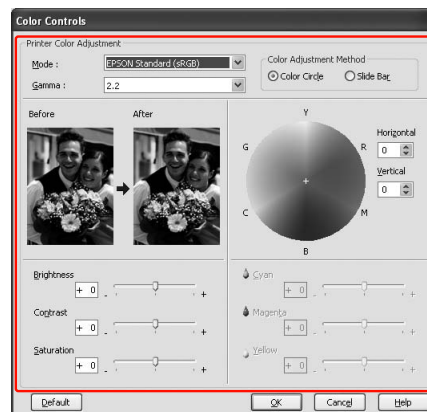 Color Controls
Printer Color Adjustment
Mode : EPSON Standard (sRGB)
Gamma : 2.2
Color Adjustment Method
Color Circle Slide Bar
Before After
Y
G R
C M
B
Horizontal
0
Vertical
0
Brightness
+ 0 - +
Contrast
+ 0 - +
Saturation
+ 0 - +
Cyan
+ 0 - +
Magenta
+ 0 - +
Yellow
+ 0 - +
Default OK Cancel Help